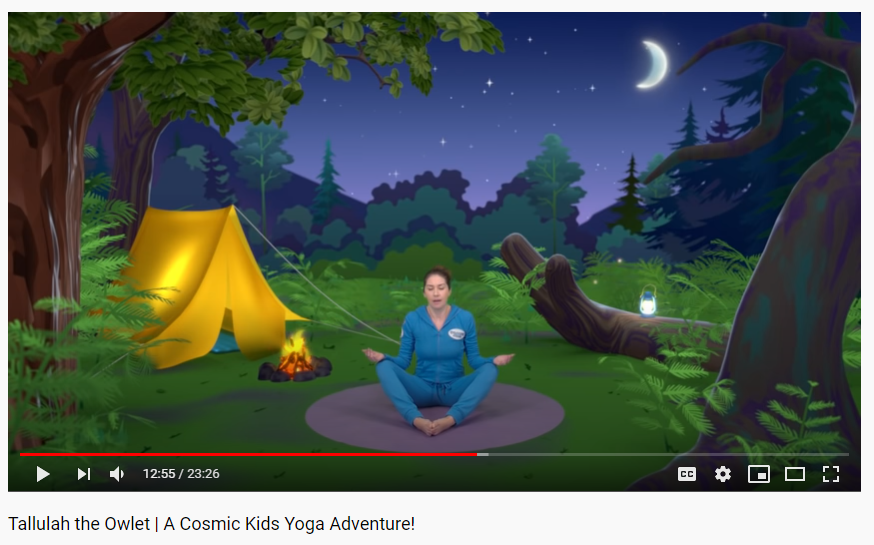 12:55 / 23:26
CC
Tallulah the Owlet | A Cosmic Kids Yoga Adventure!